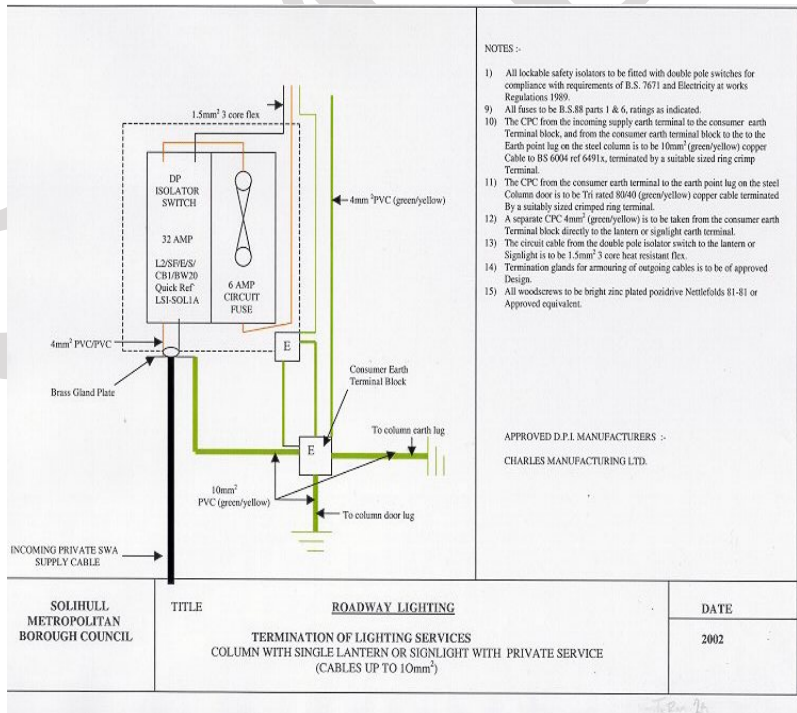 1.5mm² 3 core flex
DP
ISOLATOR
SWITCH
32 AMP
L2/SF/E/S/
CB1/BW20
Quick Ref
LSI-SOL1A
6 AMP
CIRCUIT
FUSE
4mm ²PVC (green/yellow)
4mm² PVC/PVC
E
Brass Gland Plate
Consumer Earth
Terminal Block
E
To column earth lug
10mm²
PVC (green/yellow)
To column door lug
INCOMING PRIVATE SWA
SUPPLY CABLE
NOTES :-
1) All lockable safety isolators to be fitted with double pole switches for
compliance with requirements of B.S. 7671 and Electricity at works
Regulations 1989.
9) All fuses to be B.S.88 parts 1 & 6, ratings as indicated.
10) The CPC from the incoming supply earth terminal to the consumer earth
Terminal block, and from the consumer earth terminal block to the to the
Earth point lug on the steel column is to be 10mm² (green/yellow) copper
Cable to BS 6004 ref 6491x, terminated by a suitable sized ring crimp
Terminal.
11) The CPC from the consumer earth terminal to the earth point lug on the steel
Column door is to be Tri rated 80/40 (green/yellow) copper cable terminated
By a suitably sized crimped ring terminal.
12) A separate CPC 4mm² (green/yellow) is to be taken from the consumer earth
Terminal block directly to the lantern or signlight earth terminal.
13) The circuit cable from the double pole isolator switch to the lantern or
Signlight is to be 1.5mm² 3 core heat resistant flex.
14) Termination glands for armouring of outgoing cables is to be of approved
Design.
15) All woodscrews to be bright zinc plated pozidrive Nettlefolds 81-81 or
Approved equivalent.
APPROVED D.P.I. MANUFACTURERS :-
CHARLES MANUFACTURING LTD.
SOLIHULL
METROPOLITAN
BOROUGH COUNCIL
TITLE
ROADWAY LIGHTING
TERMINATION OF LIGHTING SERVICES
COLUMN WITH SINGLE LANTERN OR SIGNLIGHT WITH PRIVATE SERVICE
(CABLES UP TO 1Omm²)
DATE
2002